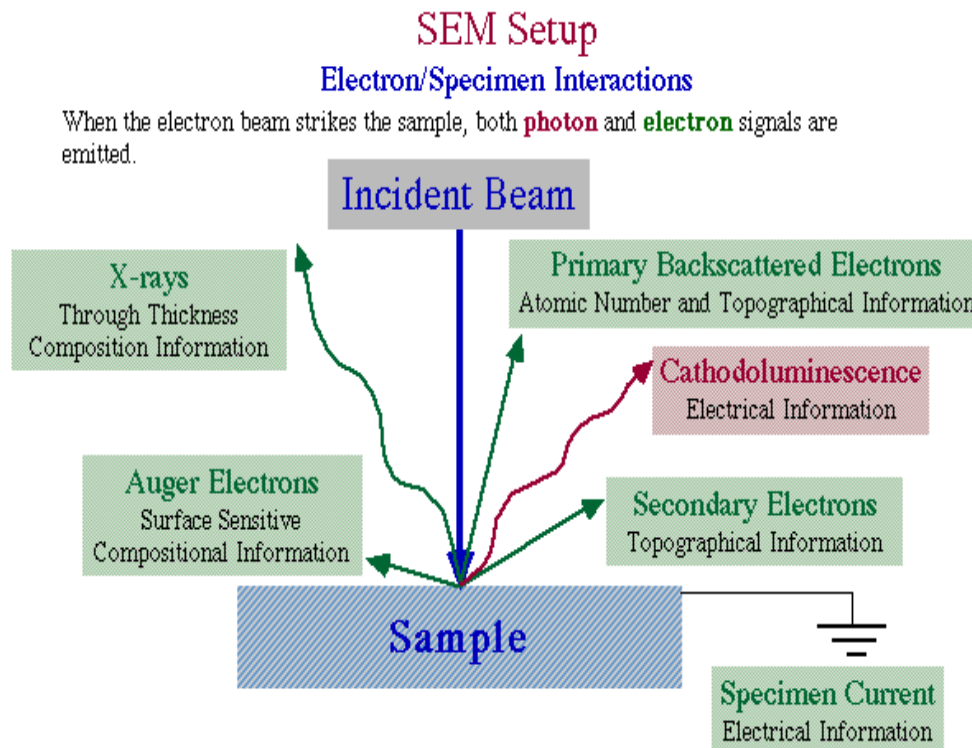 SEM Setup
Electron/Specimen Interactions
When the electron beam strikes the sample, both photon and electron signals are
emitted.
Incident Beam
X-rays
Through Thickness
Composition Information
Primary Backscattered Electrons
Atomic Number and Topographical Information
Cathodoluminescence
Electrical Information
Auger Electrons
Surface Sensitive
Compositional Information
Secondary Electrons
Topographical Information
Sample
Specimen Current
Electrical Information